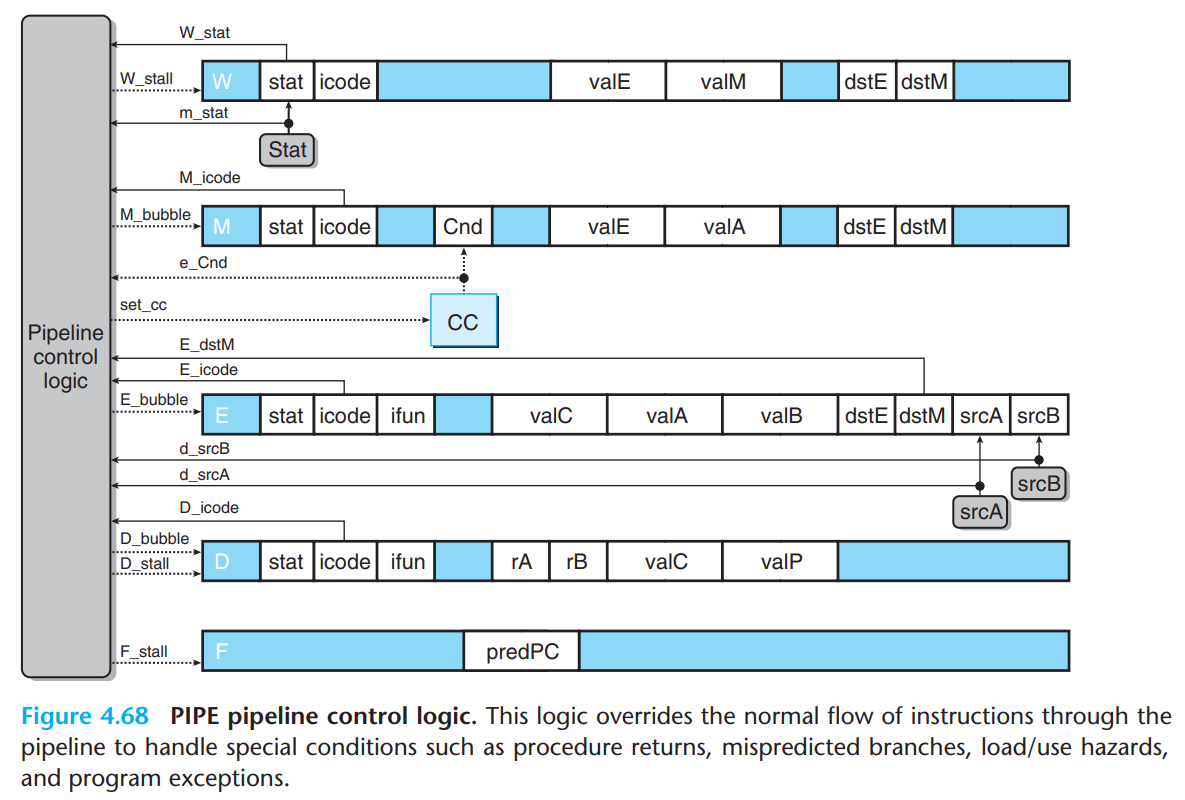 W_stat
W_stall
W stat icode valE valM dstE dstM
m_stat
Stat
M_icode
M_bubble
M stat icode Cnd valE valA dstE dstM
e_Cnd
set_cc
CC
Pipeline
control
logic
E_dstM
E_icode
E_bubble
E stat icode ifun valC valA valB dstE dstM srcA srcB
d_srcB
d_srcA
srcB
srcA
D_icode
D_bubble
D_stall
D stat icode ifun rA rB valC valP
F_stall
F predPC
Figure 4.68 PIPE pipeline control logic. This logic overrides the normal flow of instructions through the
pipeline to handle special conditions such as procedure returns, mispredicted branches, load/use hazards,
and program exceptions.